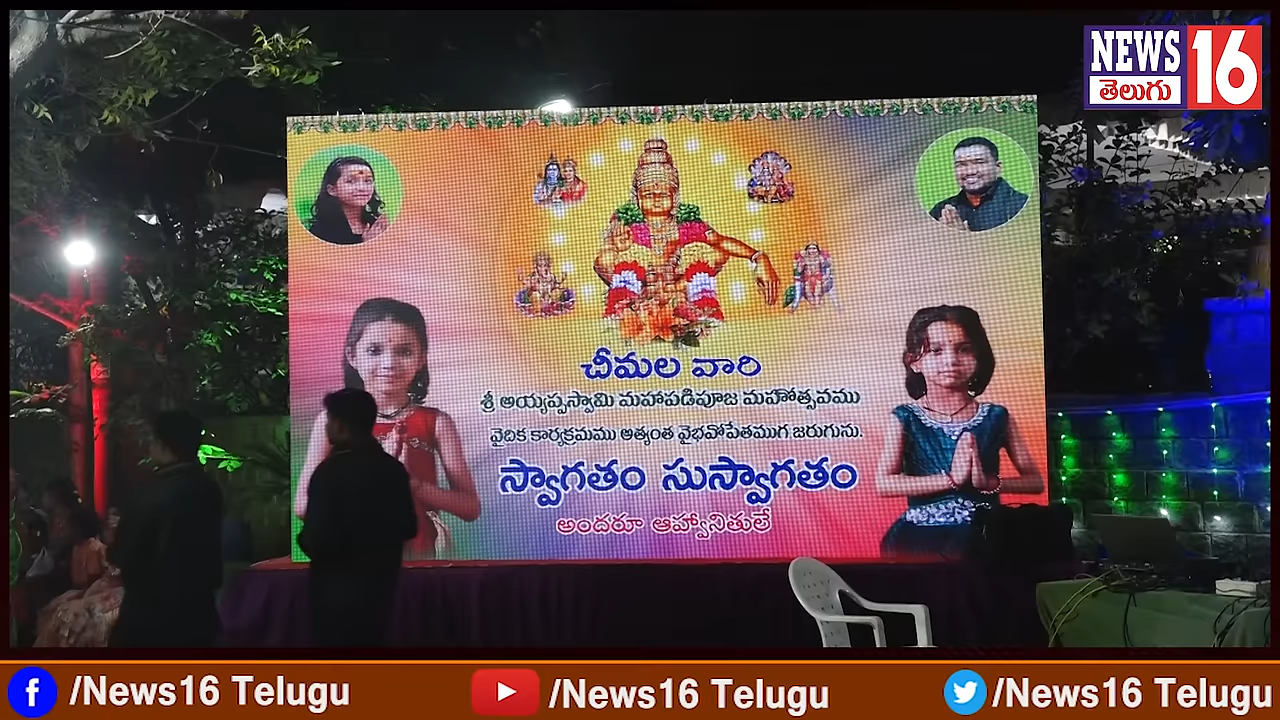 NEWS 16
తెలుగు
చీమల వారి
శ్రీ అయ్యప్పస్వామి మహాపడిపూజ మహోత్సవము
వైదిక కార్యక్రమము అత్యంత వైభవోపేతముగ జరుగును.
స్వాగతం సుస్వాగతం
అందరూ ఆహ్వానితులే
/News16 Telugu /News16 Telugu /News16 Telugu